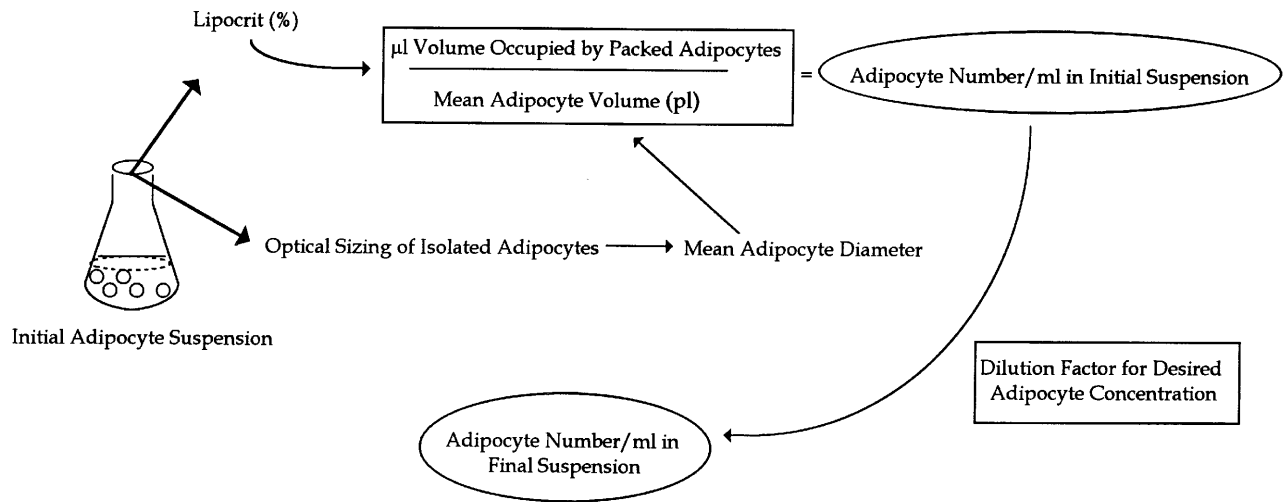 Lipocrit (%)
μl Volume Occupied by Packed Adipocytes
Mean Adipocyte Volume (pl)
=
Adipocyte Number/ml in Initial Suspension
Optical Sizing of Isolated Adipocytes
Mean Adipocyte Diameter
Initial Adipocyte Suspension
Dilution Factor for Desired
Adipocyte Concentration
Adipocyte Number/ml in
Final Suspension